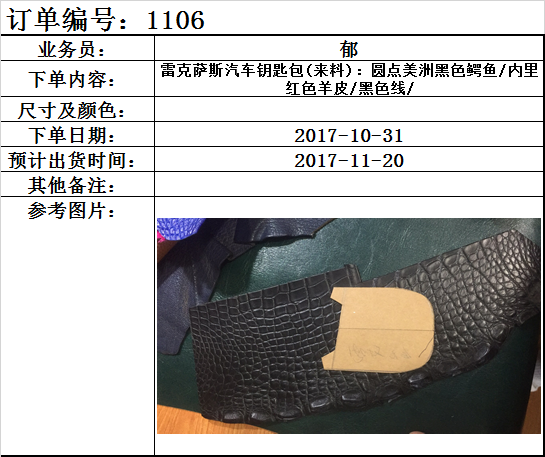 订单编号：1106
业务员：
郁
下单内容：
雷克萨斯汽车钥匙包(来料)：圆点美洲黑色鳄鱼/内里
红色羊皮/黑色线/
尺寸及颜色：
下单日期：
2017-10-31
预计出货时间：
2017-11-20
其他备注：
参考图片：